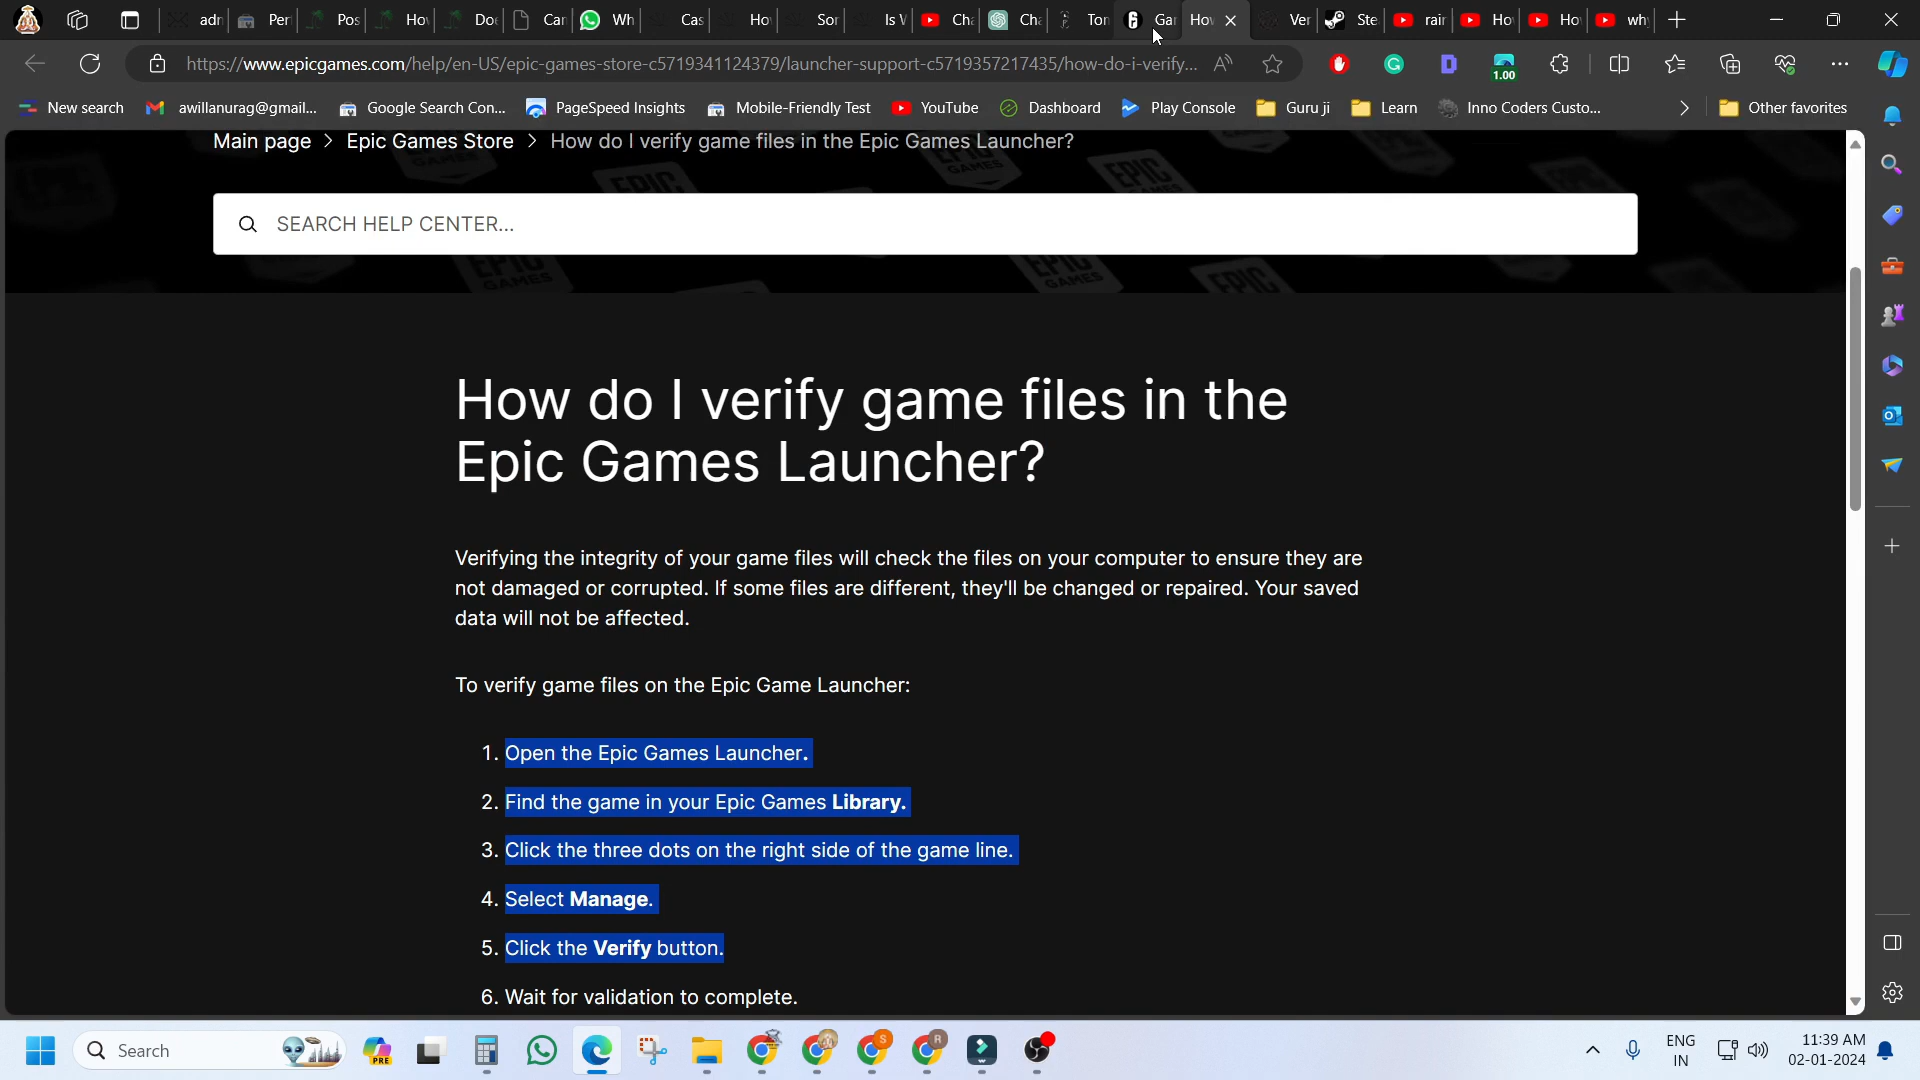 adn
Per
Pos
Ho
Do
Can
Wh
Cas
Ho
Sor
Is V
Ch
Ch
Ton
Gar
Ho
Ver
Ste
rair
Ho
Ho
why
https://www.epicgames.com/help/en-US/epic-games-store-c5719341124379/launcher-support-c5719357217435/how-do-i-verify...
1.00
New search
awillanurag@gmail...
Google Search Con...
PageSpeed Insights
Mobile-Friendly Test
YouTube
Dashboard
Play Console
Guru ji
Learn
Inno Coders Custo...
Other favorites
Main page > Epic Games Store > How do I verify game files in the Epic Games Launcher?
SEARCH HELP CENTER...
How do I verify game files in the
Epic Games Launcher?
Verifying the integrity of your game files will check the files on your computer to ensure they are
not damaged or corrupted. If some files are different, they'll be changed or repaired. Your saved
data will not be affected.
To verify game files on the Epic Game Launcher:
1. Open the Epic Games Launcher.
2. Find the game in your Epic Games Library.
3. Click the three dots on the right side of the game line.
4. Select Manage.
5. Click the Verify button.
6. Wait for validation to complete.
Search
PRE
ENG
IN
11:39 AM
02-01-2024